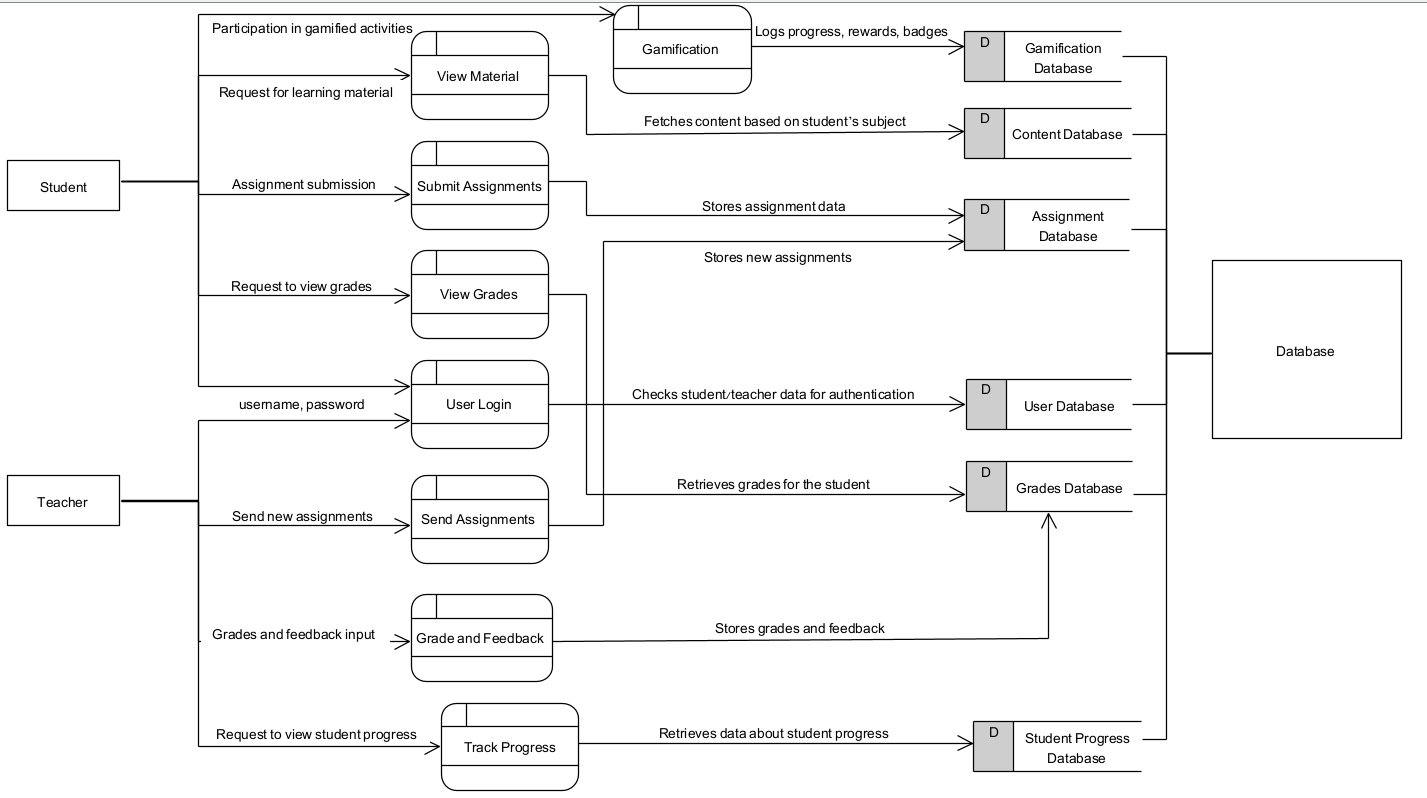 Participation in gamified activities
Gamification
Logs progress, rewards, badges
D
Gamification
Database
View Material
Request for learning material
Fetches content based on student's subject
D
Content Database
Student
Assignment submission
Submit Assignments
Stores assignment data
D
Assignment
Database
Stores new assignments
Request to view grades
View Grades
Database
username, password
User Login
Checks student/teacher data for authentication
D
User Database
Teacher
Send new assignments
Send Assignments
Retrieves grades for the student
D
Grades Database
Grades and feedback input
Grade and Feedback
Stores grades and feedback
Request to view student progress
Track Progress
Retrieves data about student progress
D
Student Progress
Database